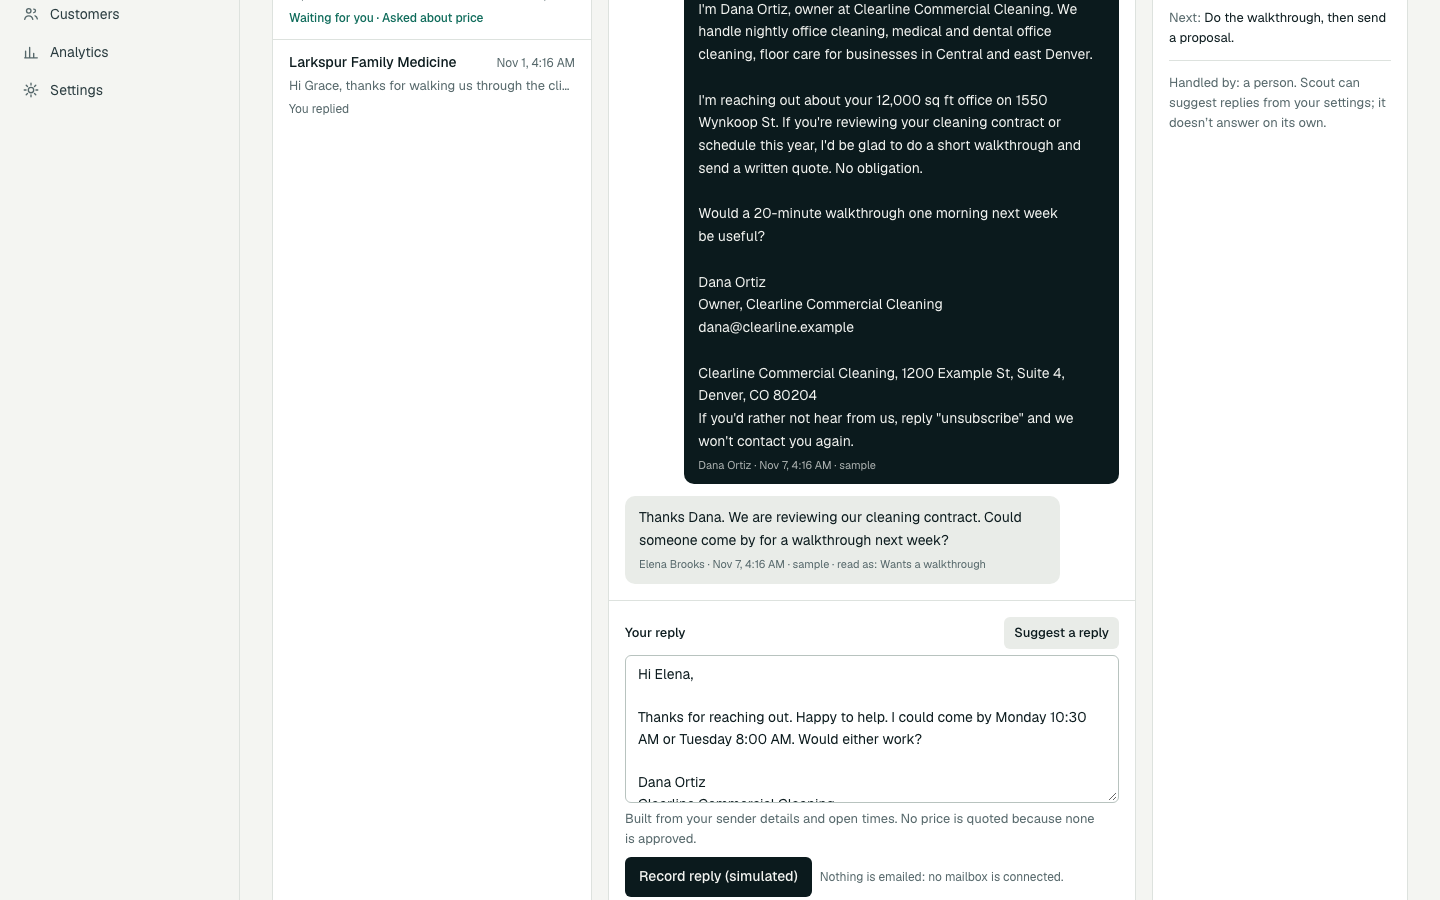 Customers
Analytics
Settings
Waiting for you · Asked about price
Larkspur Family Medicine Nov 1, 4:16 AM
Hi Grace, thanks for walking us through the cli…
You replied
I'm Dana Ortiz, owner at Clearline Commercial Cleaning. We
handle nightly office cleaning, medical and dental office
cleaning, floor care for businesses in Central and east Denver.
I'm reaching out about your 12,000 sq ft office on 1550
Wynkoop St. If you're reviewing your cleaning contract or
schedule this year, I'd be glad to do a short walkthrough and
send a written quote. No obligation.
Would a 20-minute walkthrough one morning next week
be useful?
Dana Ortiz
Owner, Clearline Commercial Cleaning
dana@clearline.example
Clearline Commercial Cleaning, 1200 Example St, Suite 4,
Denver, CO 80204
If you'd rather not hear from us, reply "unsubscribe" and we
won't contact you again.
Dana Ortiz · Nov 7, 4:16 AM · sample
Thanks Dana. We are reviewing our cleaning contract. Could
someone come by for a walkthrough next week?
Elena Brooks · Nov 7, 4:16 AM · sample · read as: Wants a walkthrough
Your reply
Suggest a reply
Hi Elena,
Thanks for reaching out. Happy to help. I could come by Monday 10:30
AM or Tuesday 8:00 AM. Would either work?
Dana Ortiz
Clearline Commercial Cleaning
Built from your sender details and open times. No price is quoted because none
is approved.
Record reply (simulated)
Nothing is emailed: no mailbox is connected.
Next: Do the walkthrough, then send
a proposal.
Handled by: a person. Scout can
suggest replies from your settings; it
doesn't answer on its own.